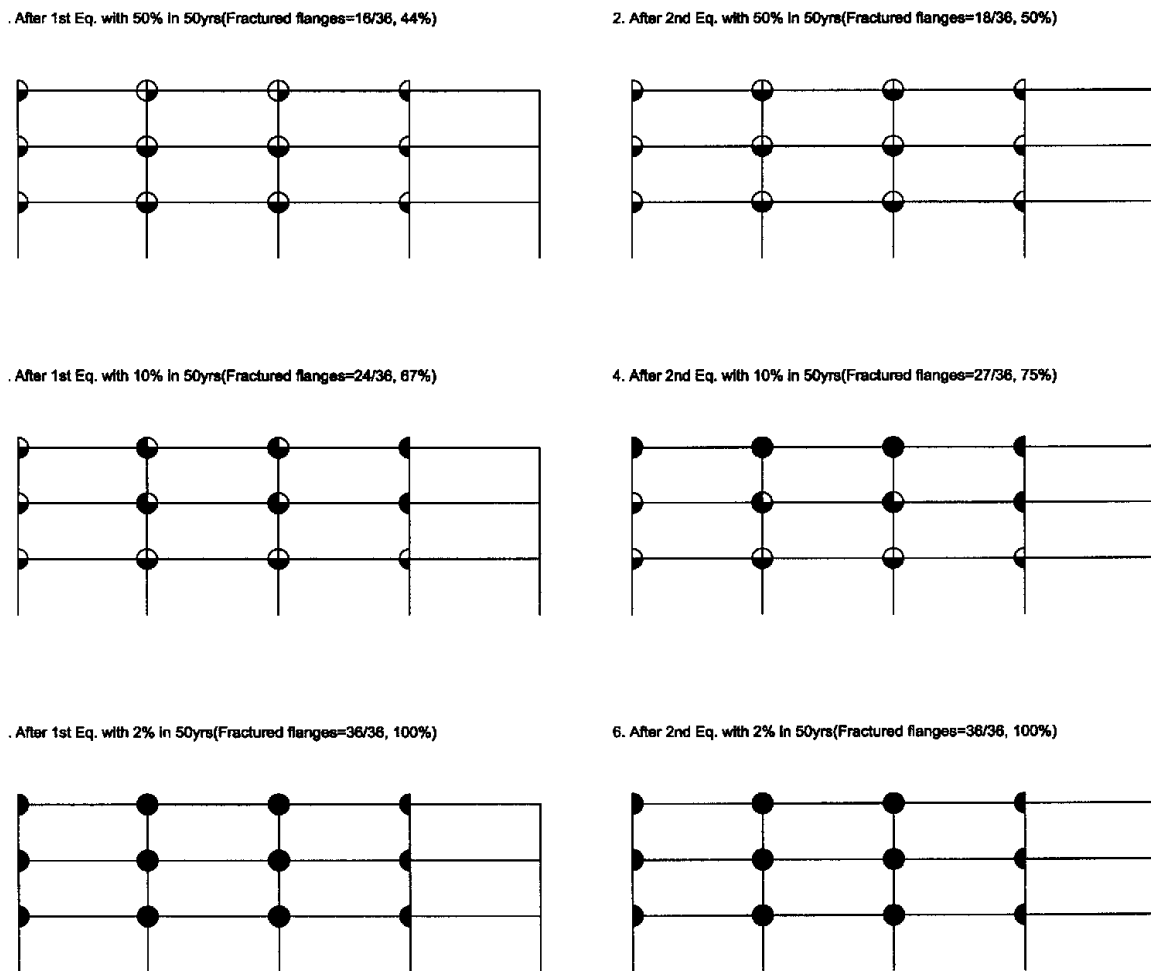 . After 1st Eq. with 50% in 50yrs(Fractured flanges=16/36, 44%)
2. After 2nd Eq. with 50% in 50yrs(Fractured flanges=18/36, 50%)
. After 1st Eq. with 10% in 50yrs(Fractured flanges=24/36, 67%)
4. After 2nd Eq. with 10% in 50yrs(Fractured flanges=27/36, 75%)
. After 1st Eq. with 2% in 50yrs(Fractured flanges=36/36, 100%)
6. After 2nd Eq. with 2% in 50yrs(Fractured flanges=36/36, 100%)